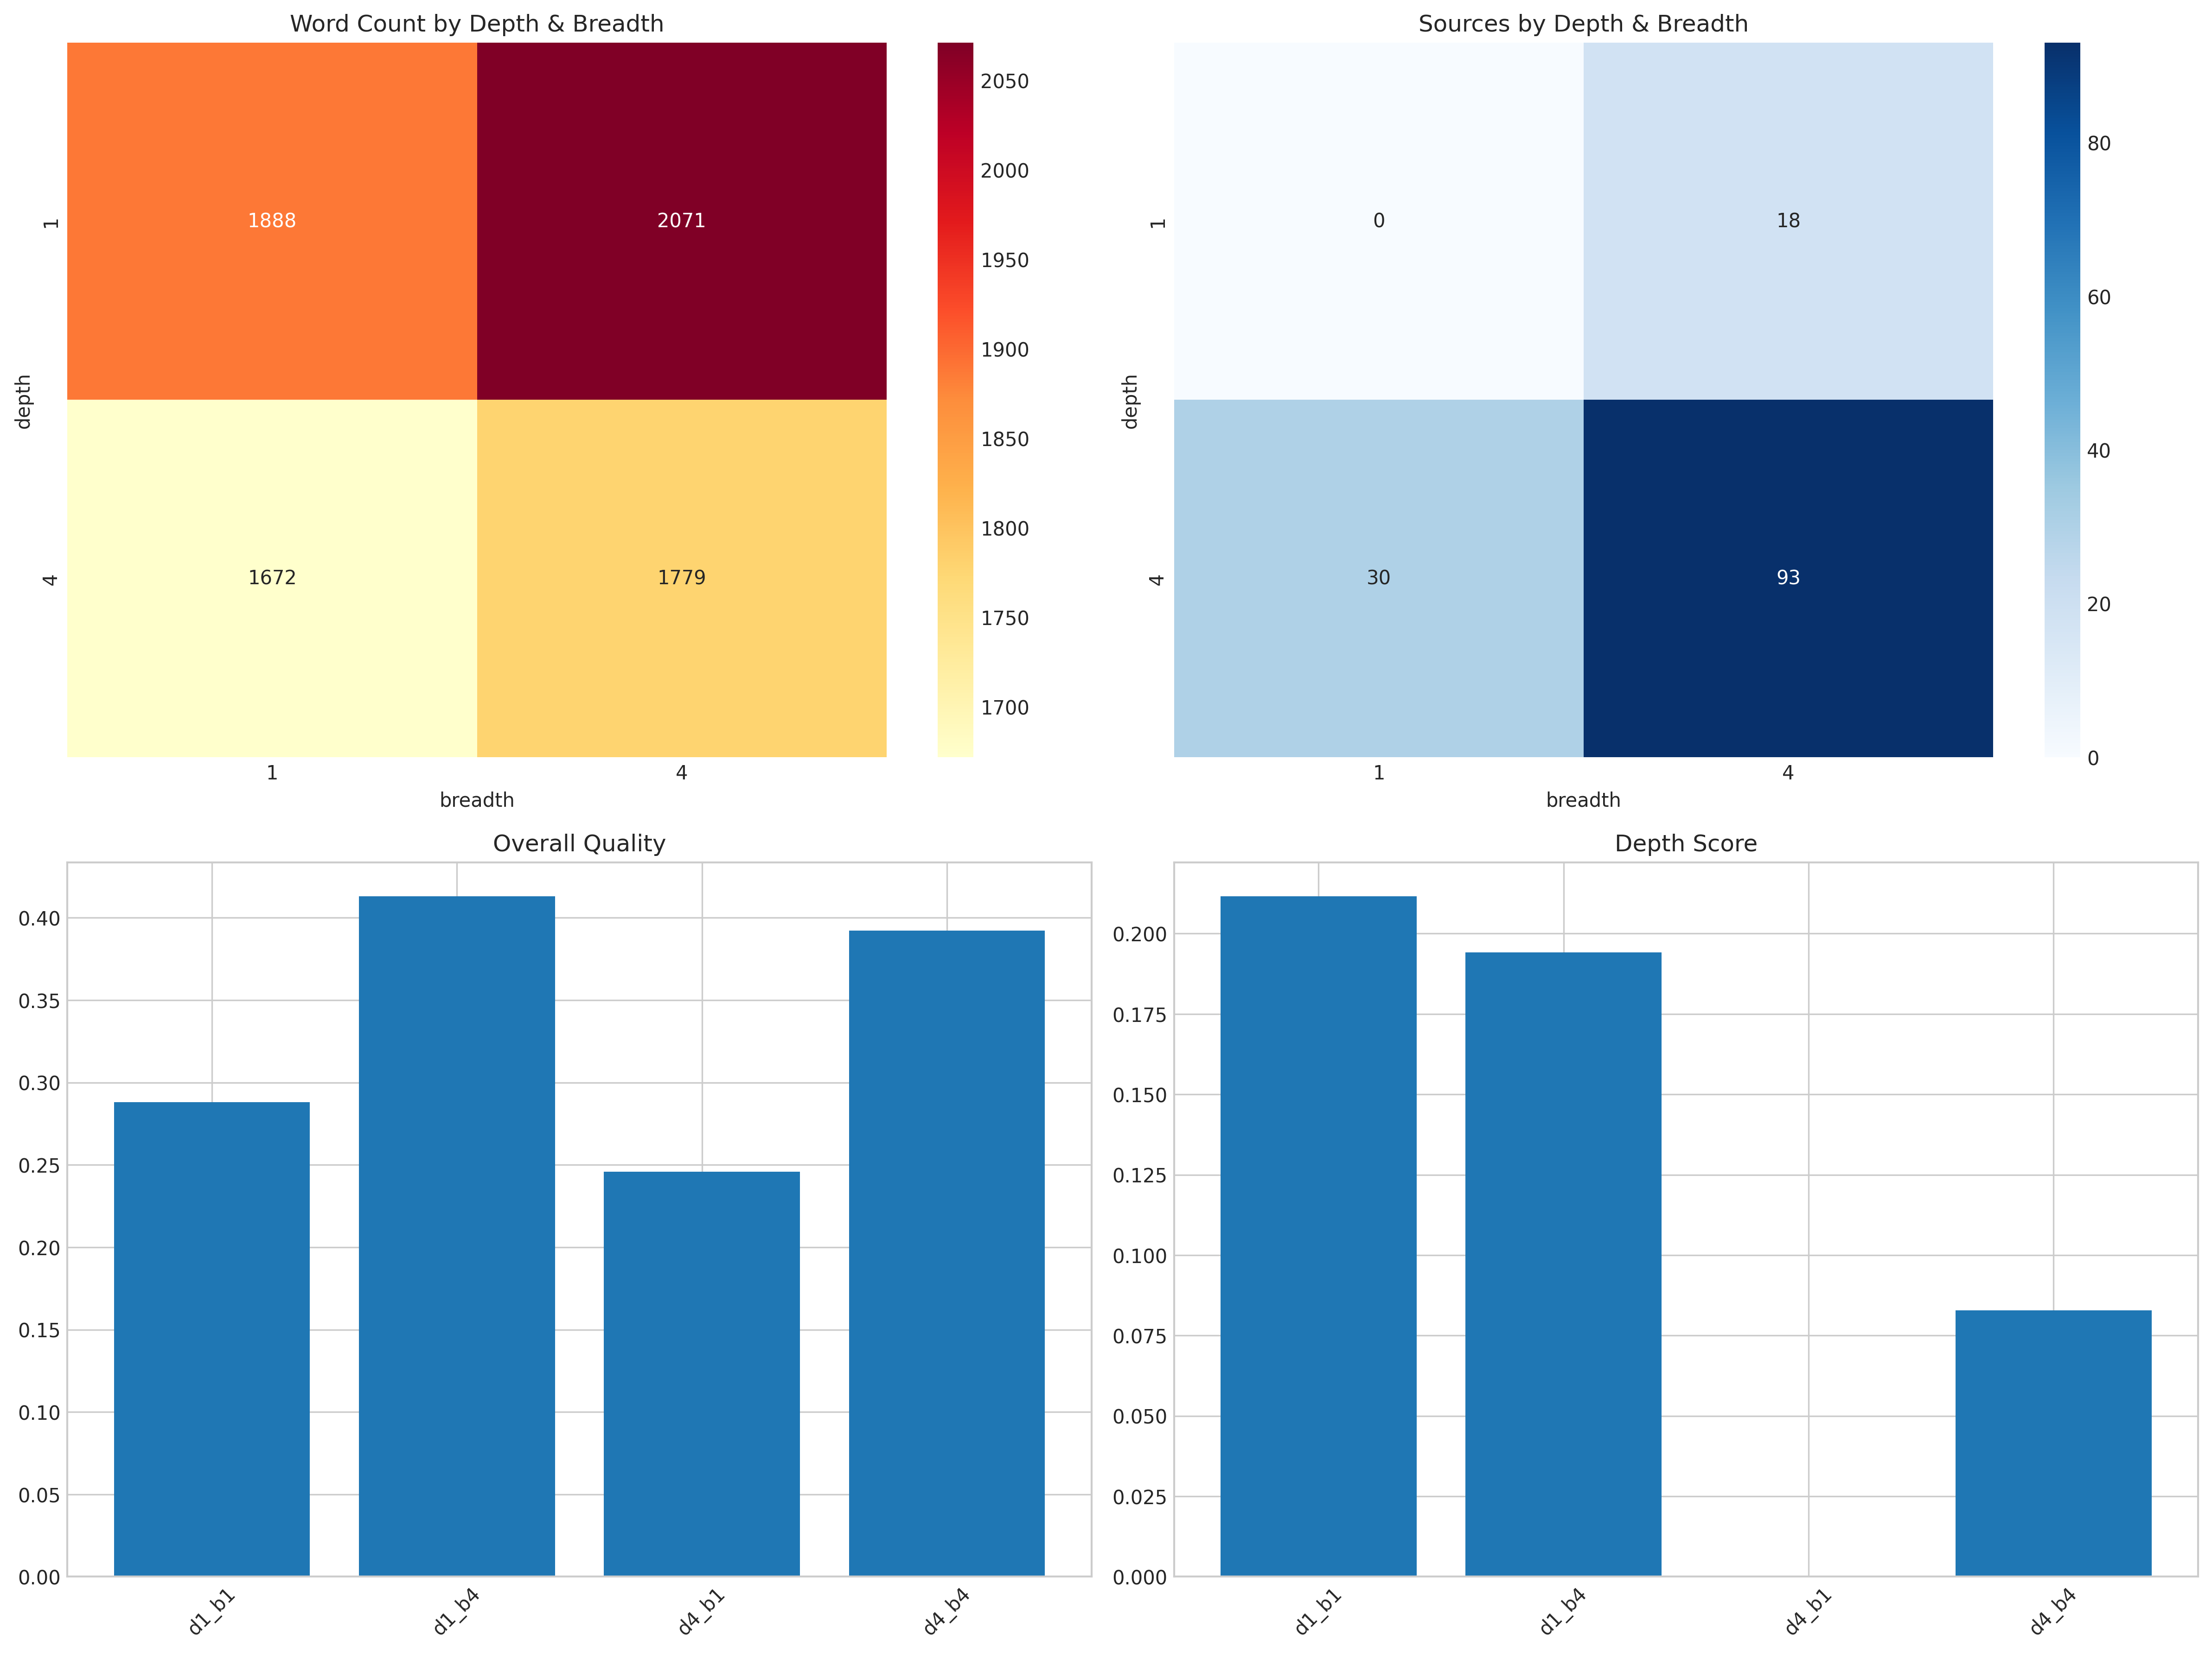 Word Count by Depth & Breadth
depth
1
4
1888
2071
1672
1779
1
4
breadth
2050
2000
1950
1900
1850
1800
1750
1700
Sources by Depth & Breadth
depth
1
4
0
18
30
93
1
4
breadth
80
60
40
20
0
Overall Quality
0.40
0.35
0.30
0.25
0.20
0.15
0.10
0.05
0.00
d1_b1
d1_b4
d4_b1
d4_b4
Depth Score
0.200
0.175
0.150
0.125
0.100
0.075
0.050
0.025
0.000
d1_b1
d1_b4
d4_b1
d4_b4